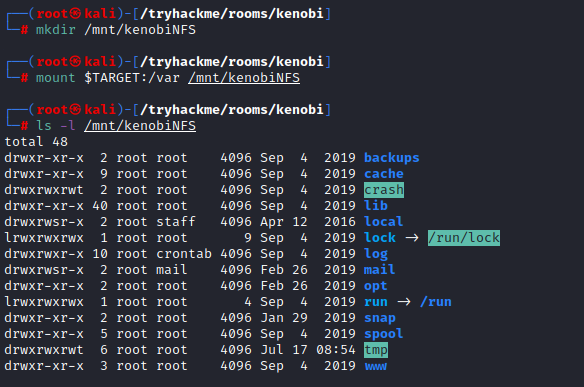 ┌──(root㉿kali)-[/tryhackme/rooms/kenobi]
└─# mkdir /mnt/kenobiNFS
┌──(root㉿kali)-[/tryhackme/rooms/kenobi]
└─# mount $TARGET:/var /mnt/kenobiNFS
┌──(root㉿kali)-[/tryhackme/rooms/kenobi]
└─# ls -l /mnt/kenobiNFS
total 48
drwxr-xr-x  2 root root    4096 Sep  4  2019 backups
drwxr-xr-x  9 root root    4096 Sep  4  2019 cache
drwxrwxrwt  2 root root    4096 Sep  4  2019 crash
drwxr-xr-x 40 root root    4096 Sep  4  2019 lib
drwxrwsr-x  2 root staff   4096 Apr 12  2016 local
lrwxrwxrwx  1 root root       9 Sep  4  2019 lock -> /run/lock
drwxrwxr-x 10 root crontab 4096 Sep  4  2019 log
drwxrwsr-x  2 root mail    4096 Feb 26  2019 mail
drwxr-xr-x  2 root root    4096 Feb 26  2019 opt
lrwxrwxrwx  1 root root       4 Sep  4  2019 run -> /run
drwxr-xr-x  2 root root    4096 Jan 29  2019 snap
drwxr-xr-x  5 root root    4096 Sep  4  2019 spool
drwxrwxrwt  6 root root    4096 Jul 17 08:54 tmp
drwxr-xr-x  3 root root    4096 Sep  4  2019 www